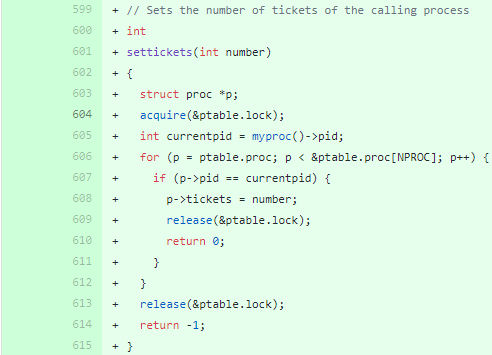 599 + // Sets the number of tickets of the calling process
600 + int
601 + settickets(int number)
602 + {
603 +   struct proc *p;
604 +   acquire(&ptable.lock);
605 +   int currentpid = myproc()->pid;
606 +   for (p = ptable.proc; p < &ptable.proc[NPROC]; p++) {
607 +     if (p->pid == currentpid) {
608 +       p->tickets = number;
609 +       release(&ptable.lock);
610 +       return 0;
611 +     }
612 +   }
613 +   release(&ptable.lock);
614 +   return -1;
615 + }